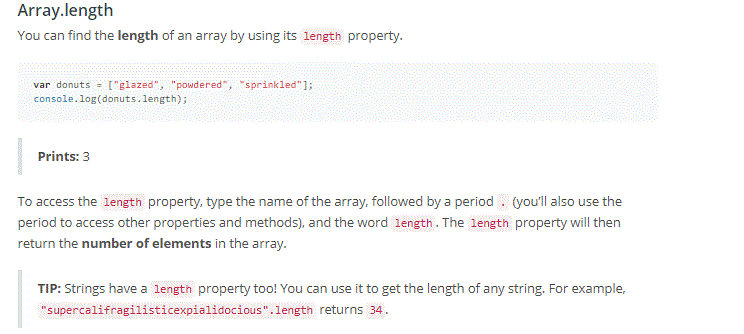 Array.length
You can find the length of an array by using its length property.
var donuts = ["glazed", "powdered", "sprinkled"];
console.log(donuts.length);
Prints: 3
To access the length property, type the name of the array, followed by a period . (you'll also use the
period to access other properties and methods), and the word length. The length property will then
return the number of elements in the array.
TIP: Strings have a length property too! You can use it to get the length of any string. For example,
"supercalifragilisticexpialidocious".length returns 34.